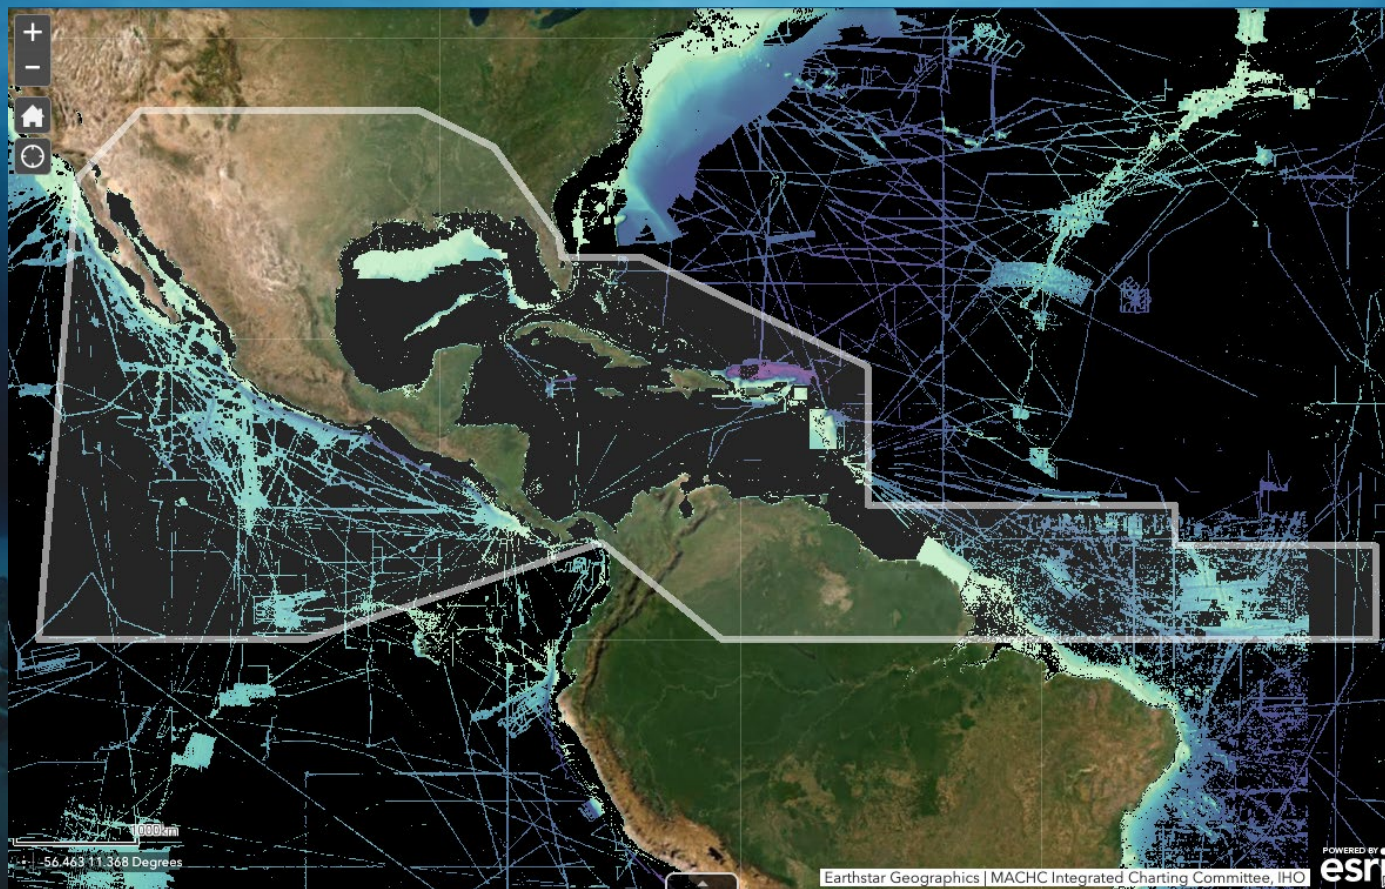 +
−
1000km
-56.463 11.368 Degrees
Earthstar Geographics | MACHC Integrated Charting Committee, IHO
POWERED BY
esri